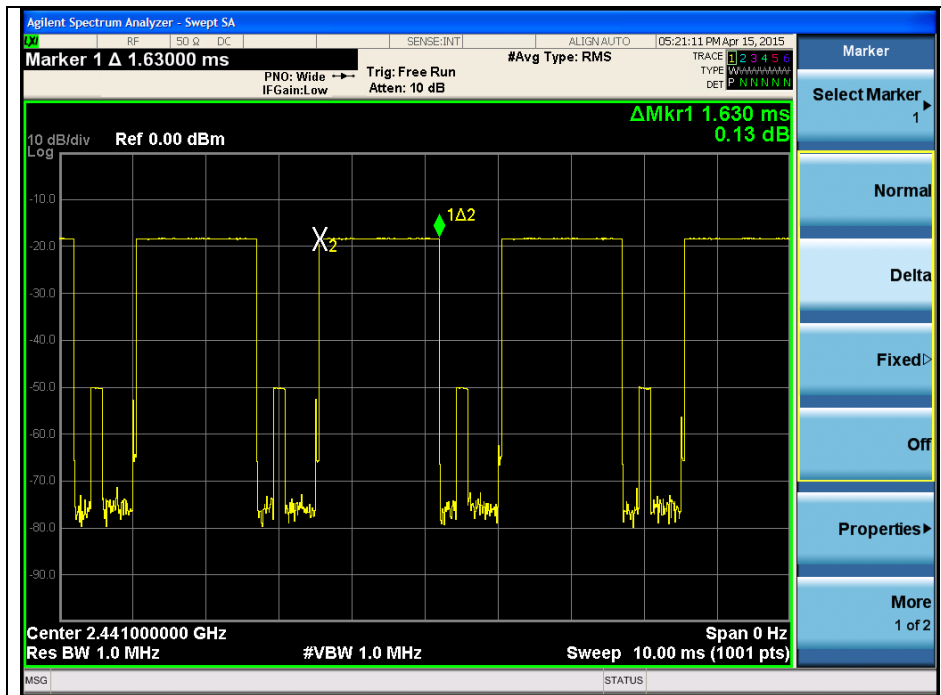 Agilent Spectrum Analyzer - Swept SA
LXI RF 50 Ω DC SENSE:INT ALIGN AUTO 05:21:11 PM Apr 15, 2015
Marker 1 Δ 1.63000 ms
PNO: Wide
IFGain:Low
Trig: Free Run
Atten: 10 dB
#Avg Type: RMS
TRACE 1 2 3 4 5 6
TYPE WWWWWW
DET P N N N N N
ΔMkr1 1.630 ms
0.13 dB
10 dB/div Ref 0.00 dBm
Log
-10.0
-20.0
-30.0
-40.0
-50.0
-60.0
-70.0
-80.0
-90.0
1Δ2
X2
Center 2.441000000 GHz Span 0 Hz
Res BW 1.0 MHz #VBW 1.0 MHz Sweep 10.00 ms (1001 pts)
MSG STATUS
Marker
Select Marker
1
Normal
Delta
Fixed
Off
Properties
More
1 of 2